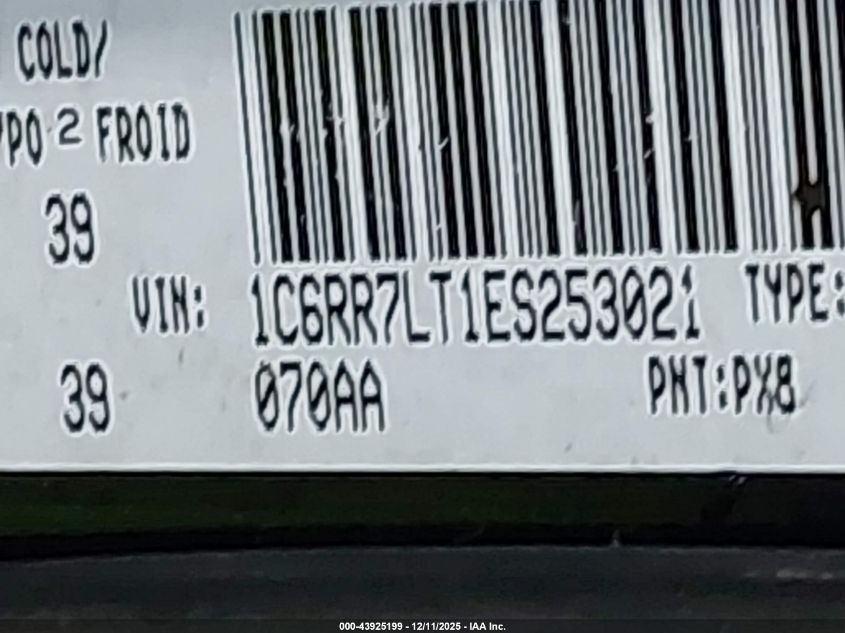 COLD/
PO 2 FROID
39
VIN: 1C6RR7LT1ES253021 TYPE:
39 070AA PNT:PX8
000-43925199 - 12/11/2025 - IAA Inc.